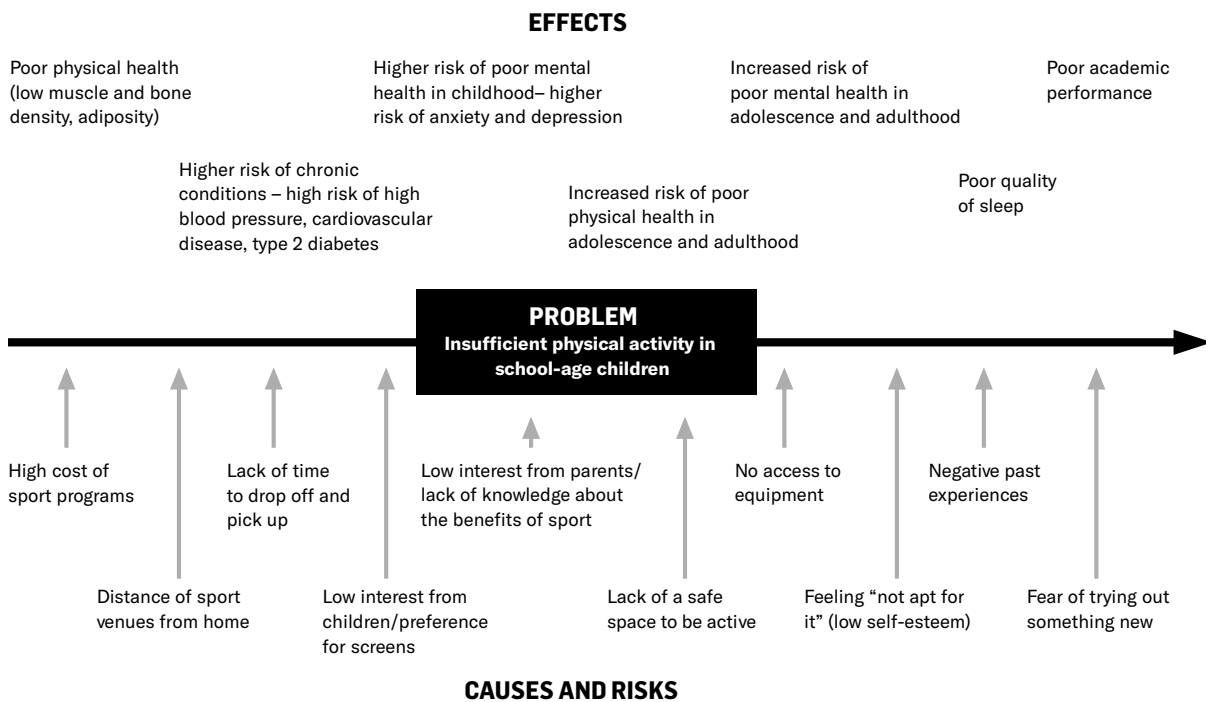 EFFECTS
Poor physical health
(low muscle and bone
density, adiposity)
Higher risk of poor mental
health in childhood– higher
risk of anxiety and depression
Increased risk of
poor mental health in
adolescence and adulthood
Poor academic
performance
Higher risk of chronic
conditions – high risk of high
blood pressure, cardiovascular
disease, type 2 diabetes
Increased risk of poor
physical health in
adolescence and adulthood
Poor quality
of sleep
PROBLEM
Insufficient physical activity in
school-age children
High cost of
sport programs
Lack of time
to drop off and
pick up
Low interest from parents/
lack of knowledge about
the benefits of sport
No access to
equipment
Negative past
experiences
Distance of sport
venues from home
Low interest from
children/preference
for screens
Lack of a safe
space to be active
Feeling “not apt for
it” (low self-esteem)
Fear of trying out
something new
CAUSES AND RISKS